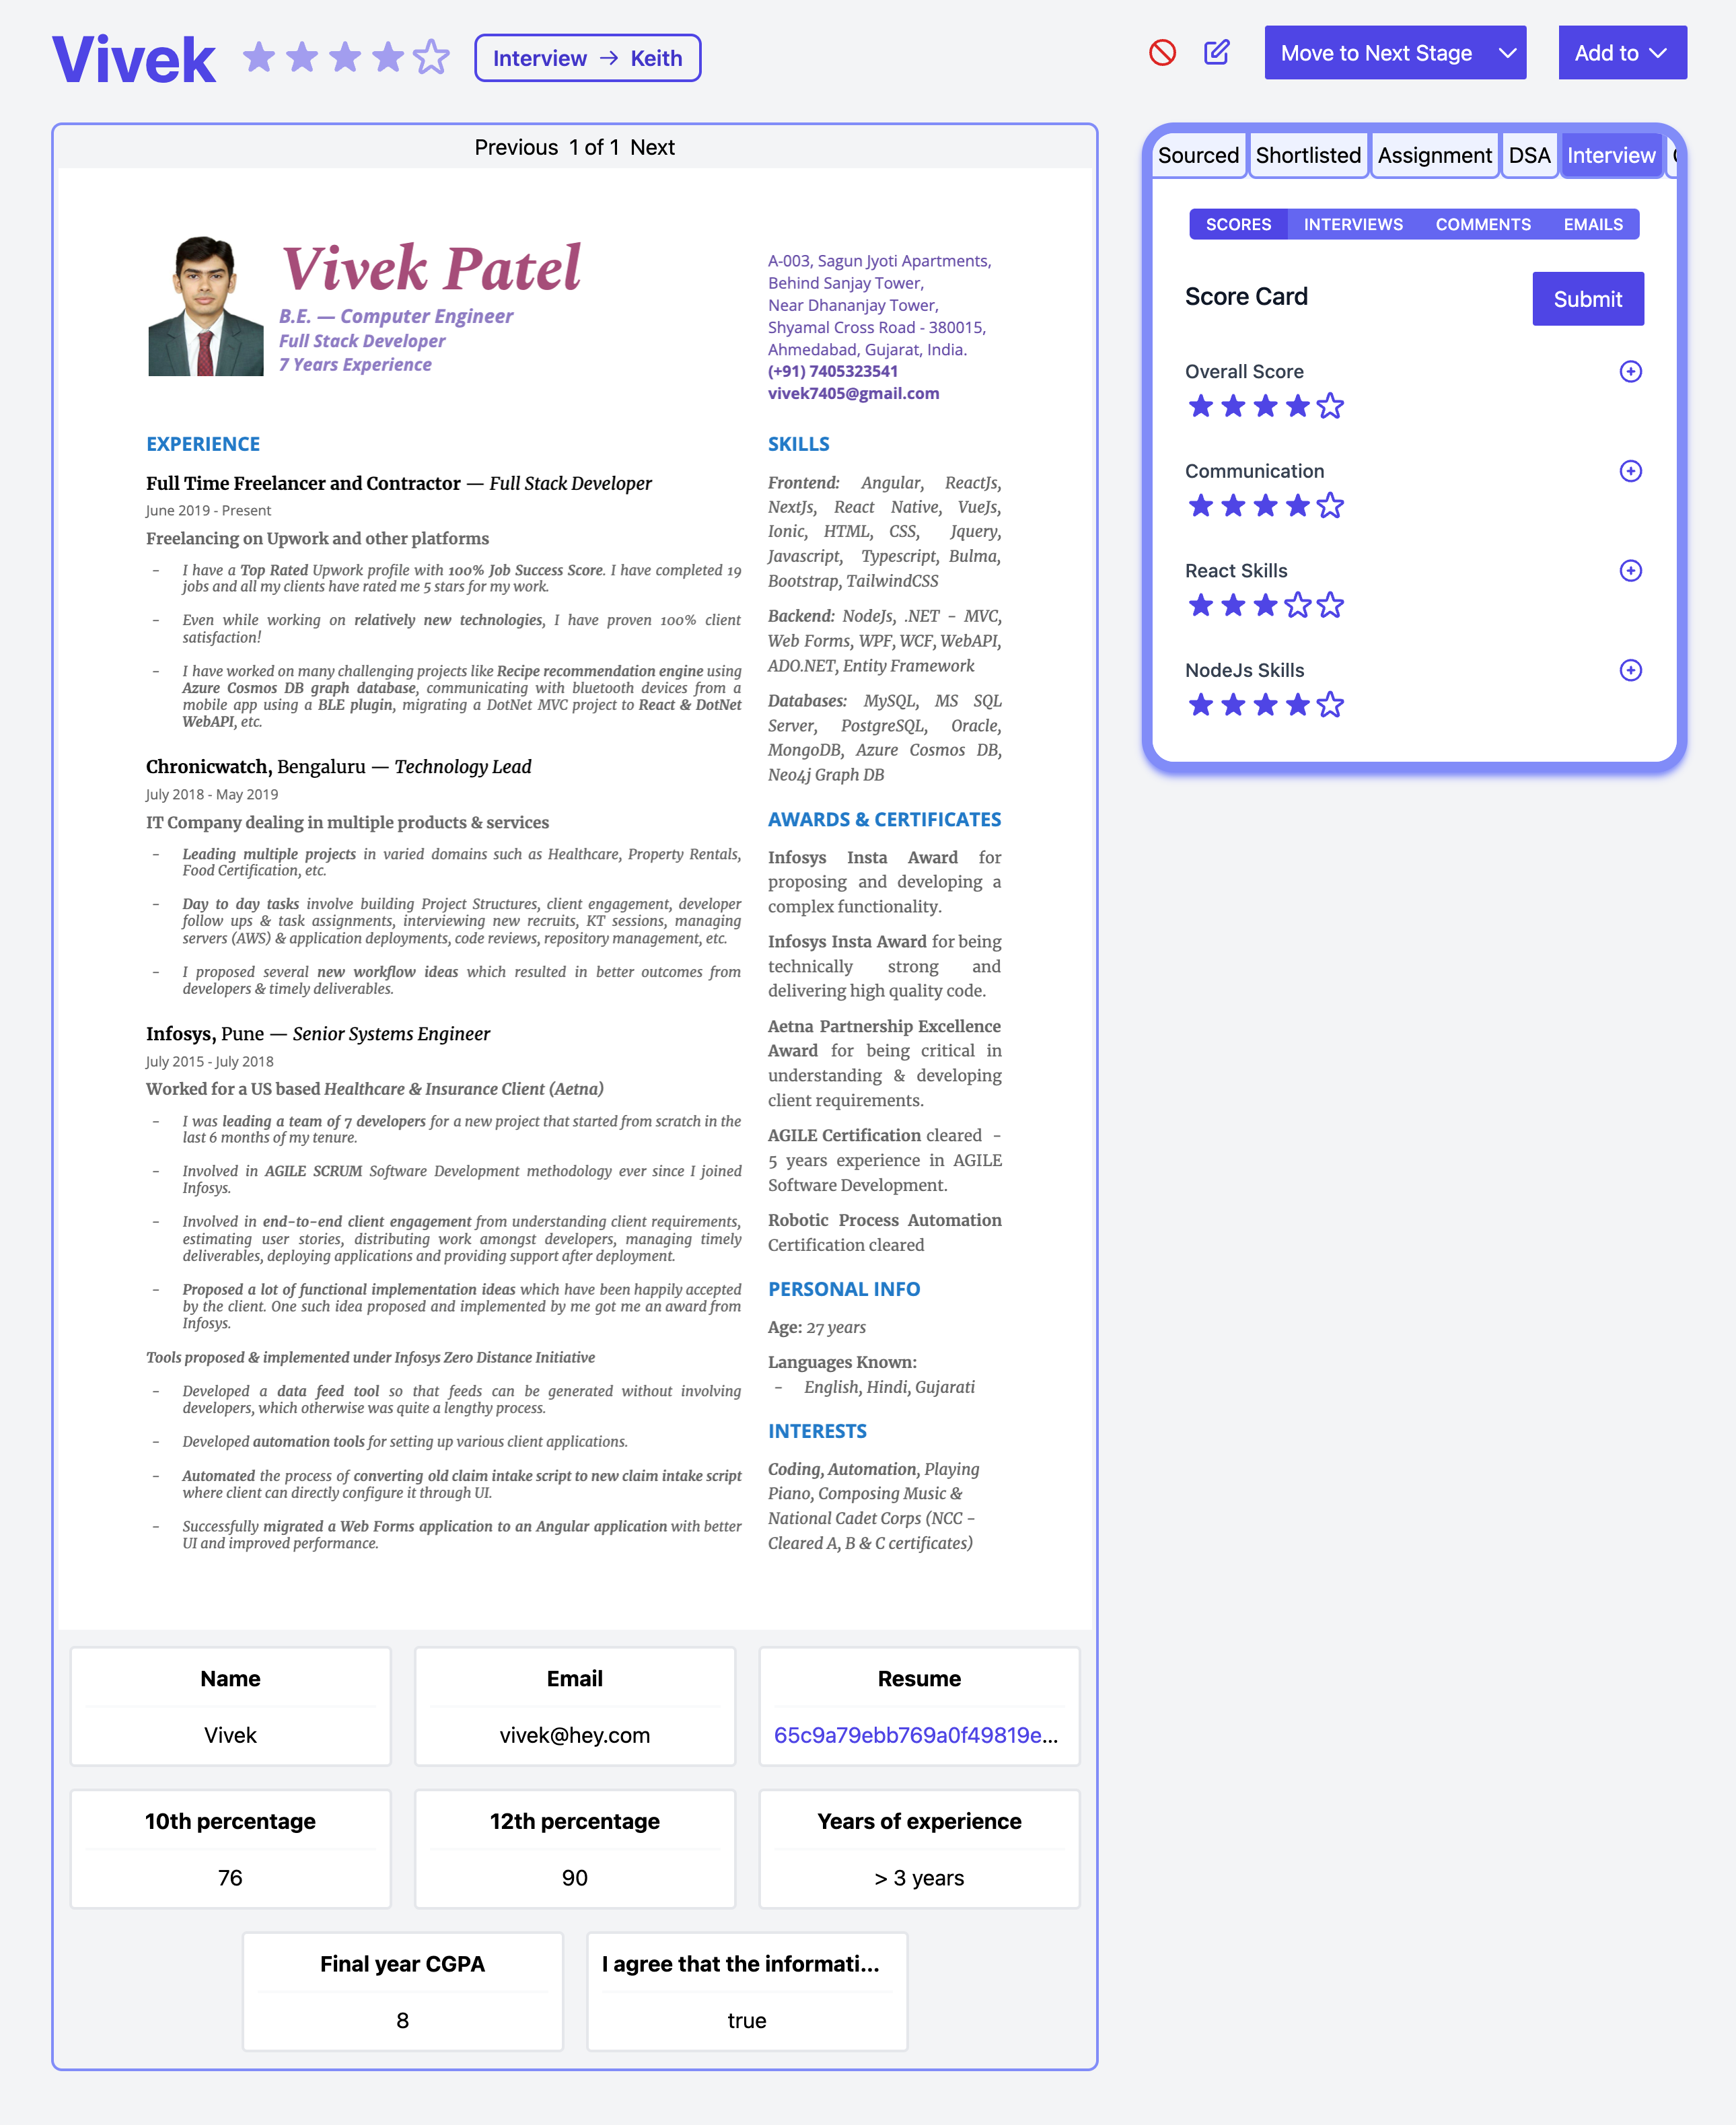 Vivek
Interview → Keith
Move to Next Stage
Add to
Previous 1 of 1 Next
Vivek Patel
B.E. — Computer Engineer
Full Stack Developer
7 Years Experience
A-003, Sagun Jyoti Apartments,
Behind Sanjay Tower,
Near Dhananjay Tower,
Shyamal Cross Road - 380015,
Ahmedabad, Gujarat, India.
(+91) 7405323541
vivek7405@gmail.com
EXPERIENCE
Full Time Freelancer and Contractor — Full Stack Developer
June 2019 - Present
Freelancing on Upwork and other platforms
- I have a Top Rated Upwork profile with 100% Job Success Score. I have completed 19
jobs and all my clients have rated me 5 stars for my work.
- Even while working on relatively new technologies, I have proven 100% client
satisfaction!
- I have worked on many challenging projects like Recipe recommendation engine using
Azure Cosmos DB graph database, communicating with bluetooth devices from a
mobile app using a BLE plugin, migrating a DotNet MVC project to React & DotNet
WebAPI, etc.
Chronicwatch, Bengaluru — Technology Lead
July 2018 - May 2019
IT Company dealing in multiple products & services
- Leading multiple projects in varied domains such as Healthcare, Property Rentals,
Food Certification, etc.
- Day to day tasks involve building Project Structures, client engagement, developer
follow ups & task assignments, interviewing new recruits, KT sessions, managing
servers (AWS) & application deployments, code reviews, repository management, etc.
- I proposed several new workflow ideas which resulted in better outcomes from
developers & timely deliverables.
Infosys, Pune — Senior Systems Engineer
July 2015 - July 2018
Worked for a US based Healthcare & Insurance Client (Aetna)
- I was leading a team of 7 developers for a new project that started from scratch in the
last 6 months of my tenure.
- Involved in AGILE SCRUM Software Development methodology ever since I joined
Infosys.
- Involved in end-to-end client engagement from understanding client requirements,
estimating user stories, distributing work amongst developers, managing timely
deliverables, deploying applications and providing support after deployment.
- Proposed a lot of functional implementation ideas which have been happily accepted
by the client. One such idea proposed and implemented by me got me an award from
Infosys.
Tools proposed & implemented under Infosys Zero Distance Initiative
- Developed a data feed tool so that feeds can be generated without involving
developers, which otherwise was quite a lengthy process.
- Developed automation tools for setting up various client applications.
- Automated the process of converting old claim intake script to new claim intake script
where client can directly configure it through UI.
- Successfully migrated a Web Forms application to an Angular application with better
UI and improved performance.
SKILLS
Frontend: Angular, ReactJs,
NextJs, React Native, VueJs,
Ionic, HTML, CSS, Jquery,
Javascript, Typescript, Bulma,
Bootstrap, TailwindCSS
Backend: NodeJs, .NET - MVC,
Web Forms, WPF, WCF, WebAPI,
ADO.NET, Entity Framework
Databases: MySQL, MS SQL
Server, PostgreSQL, Oracle,
MongoDB, Azure Cosmos DB,
Neo4j Graph DB
AWARDS & CERTIFICATES
Infosys Insta Award for
proposing and developing a
complex functionality.
Infosys Insta Award for being
technically strong and
delivering high quality code.
Aetna Partnership Excellence
Award for being critical in
understanding & developing
client requirements.
AGILE Certification cleared -
5 years experience in AGILE
Software Development.
Robotic Process Automation
Certification cleared
PERSONAL INFO
Age: 27 years
Languages Known:
- English, Hindi, Gujarati
INTERESTS
Coding, Automation, Playing
Piano, Composing Music &
National Cadet Corps (NCC -
Cleared A, B & C certificates)
Name
Vivek
Email
vivek@hey.com
Resume
65c9a79ebb769a0f49819e...
10th percentage
76
12th percentage
90
Years of experience
> 3 years
Final year CGPA
8
I agree that the informati...
true
Sourced
Shortlisted
Assignment
DSA
Interview
SCORES
INTERVIEWS
COMMENTS
EMAILS
Score Card
Submit
Overall Score
Communication
React Skills
NodeJs Skills